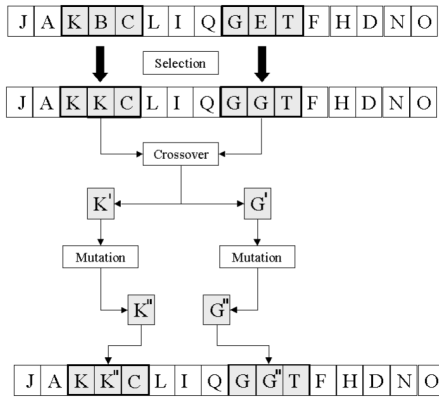 J A K B C L I Q G E T F H D N O
Selection
J A K K C L I Q G G T F H D N O
Crossover
K' G'
Mutation Mutation
K" G"
J A K K" C L I Q G G" T F H D N O